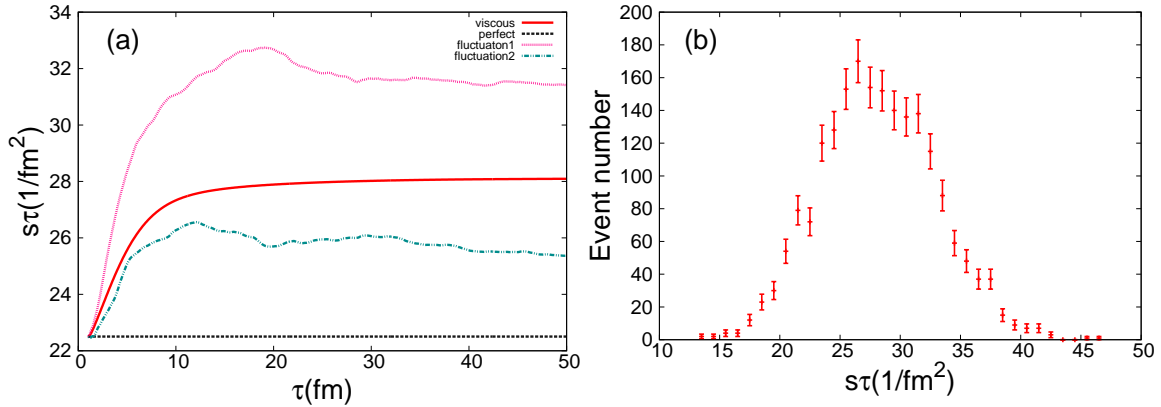 (a)
viscous
perfect
fluctuaton1
fluctuation2
34
32
30
28
26
24
22
sτ(1/fm²)
0 10 20 30 40 50
τ(fm)
(b)
200
180
160
140
120
100
80
60
40
20
0
Event number
10 15 20 25 30 35 40 45 50
sτ(1/fm²)